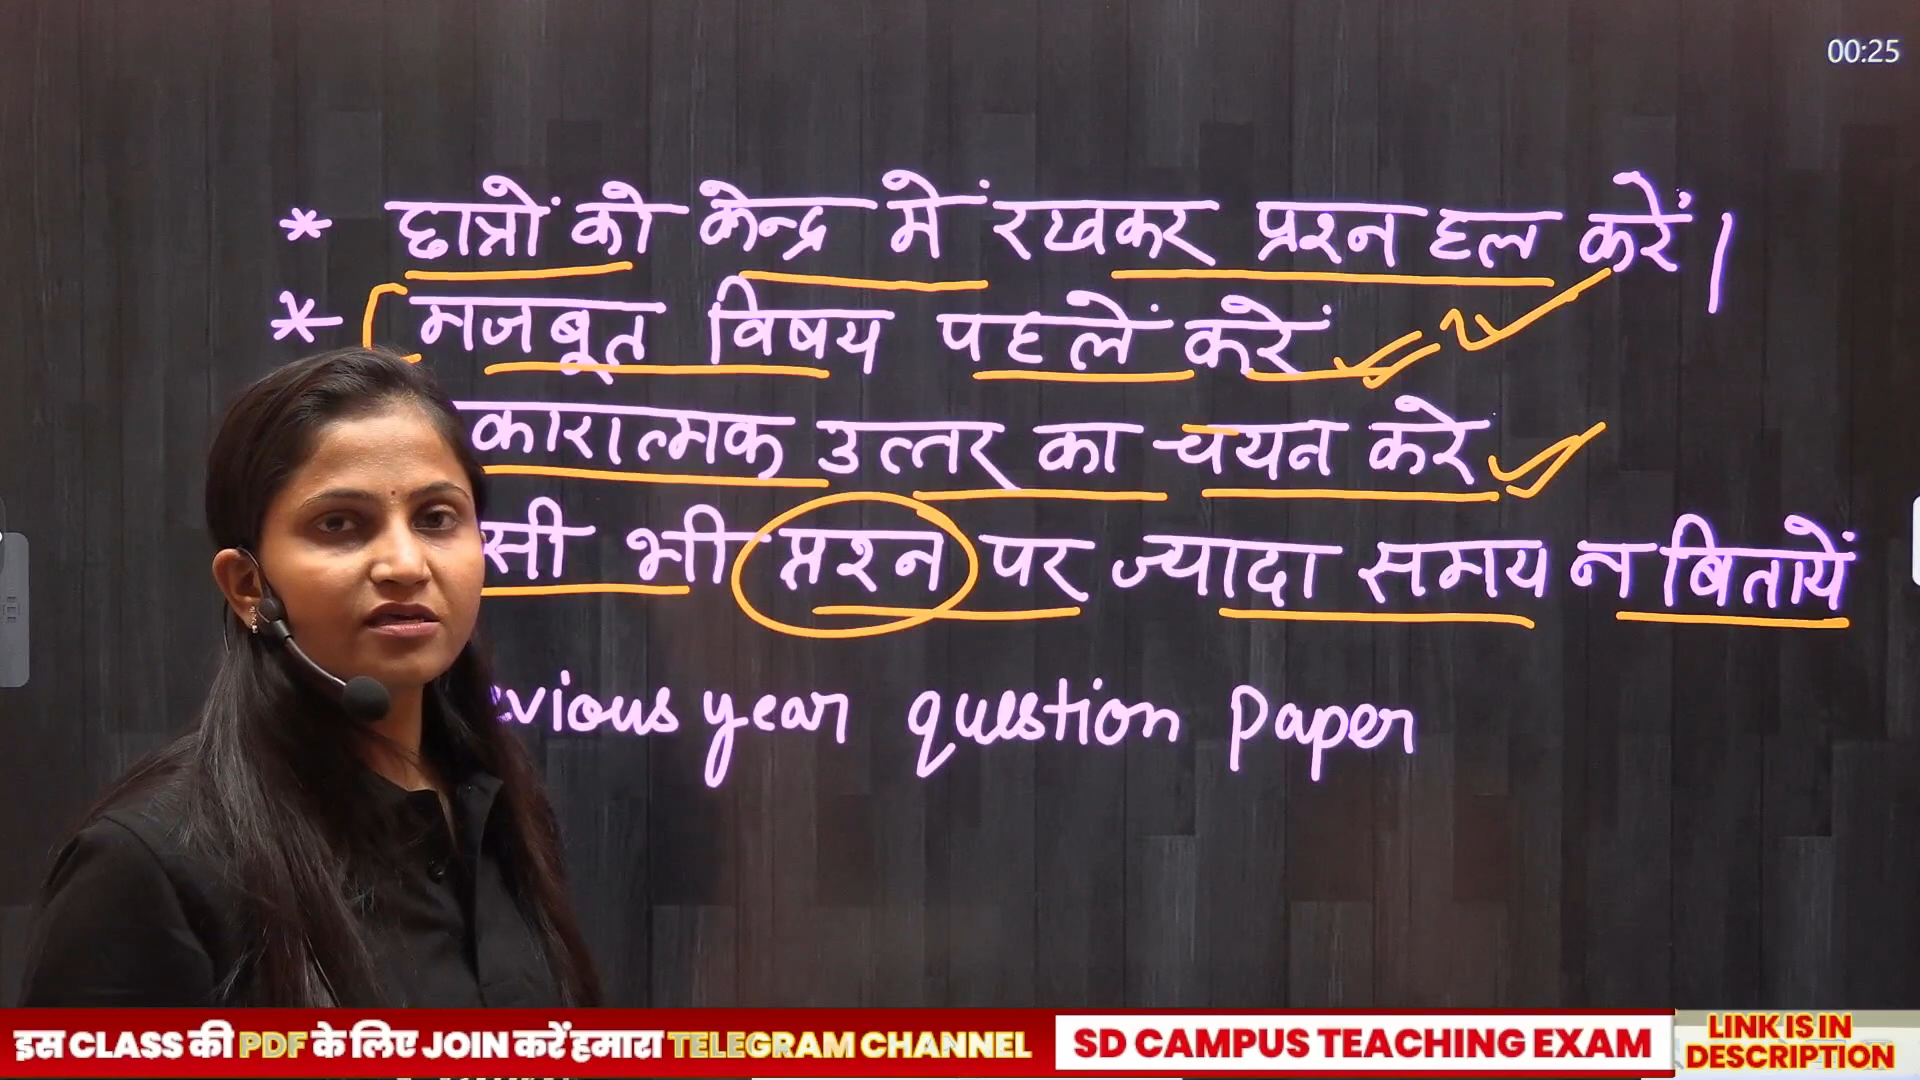 00:25
* छात्रों को केन्द्र में रखकर प्रश्न हल करें |
* मजबूत विषय पहलें करें
कारात्मक उत्तर का चयन करे
सी भी प्रश्न पर ज्यादा समय न बितायें
vious year question paper
इस CLASS की PDF के लिए JOIN करें हमारा TELEGRAM CHANNEL
SD CAMPUS TEACHING EXAM
LINK IS IN
DESCRIPTION